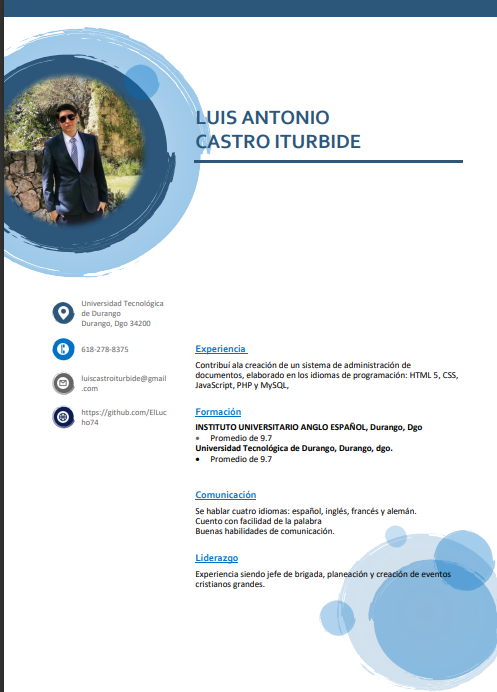 LUIS ANTONIO
CASTRO ITURBIDE
Universidad Tecnológica
de Durango
Durango, Dgo 34200
618-278-8375
luiscastroiturbide@gmail
.com
https://github.com/ElLuc
ho74
Experiencia
Contribuí ala creación de un sistema de administración de
documentos, elaborado en los idiomas de programación: HTML 5, CSS,
JavaScript, PHP y MySQL,
Formación
INSTITUTO UNIVERSITARIO ANGLO ESPAÑOL, Durango, Dgo
• Promedio de 9.7
Universidad Tecnológica de Durango, Durango, dgo.
• Promedio de 9.7
Comunicación
Se hablar cuatro idiomas: español, inglés, francés y alemán.
Cuento con facilidad de la palabra
Buenas habilidades de comunicación.
Liderazgo
Experiencia siendo jefe de brigada, planeación y creación de eventos
cristianos grandes.